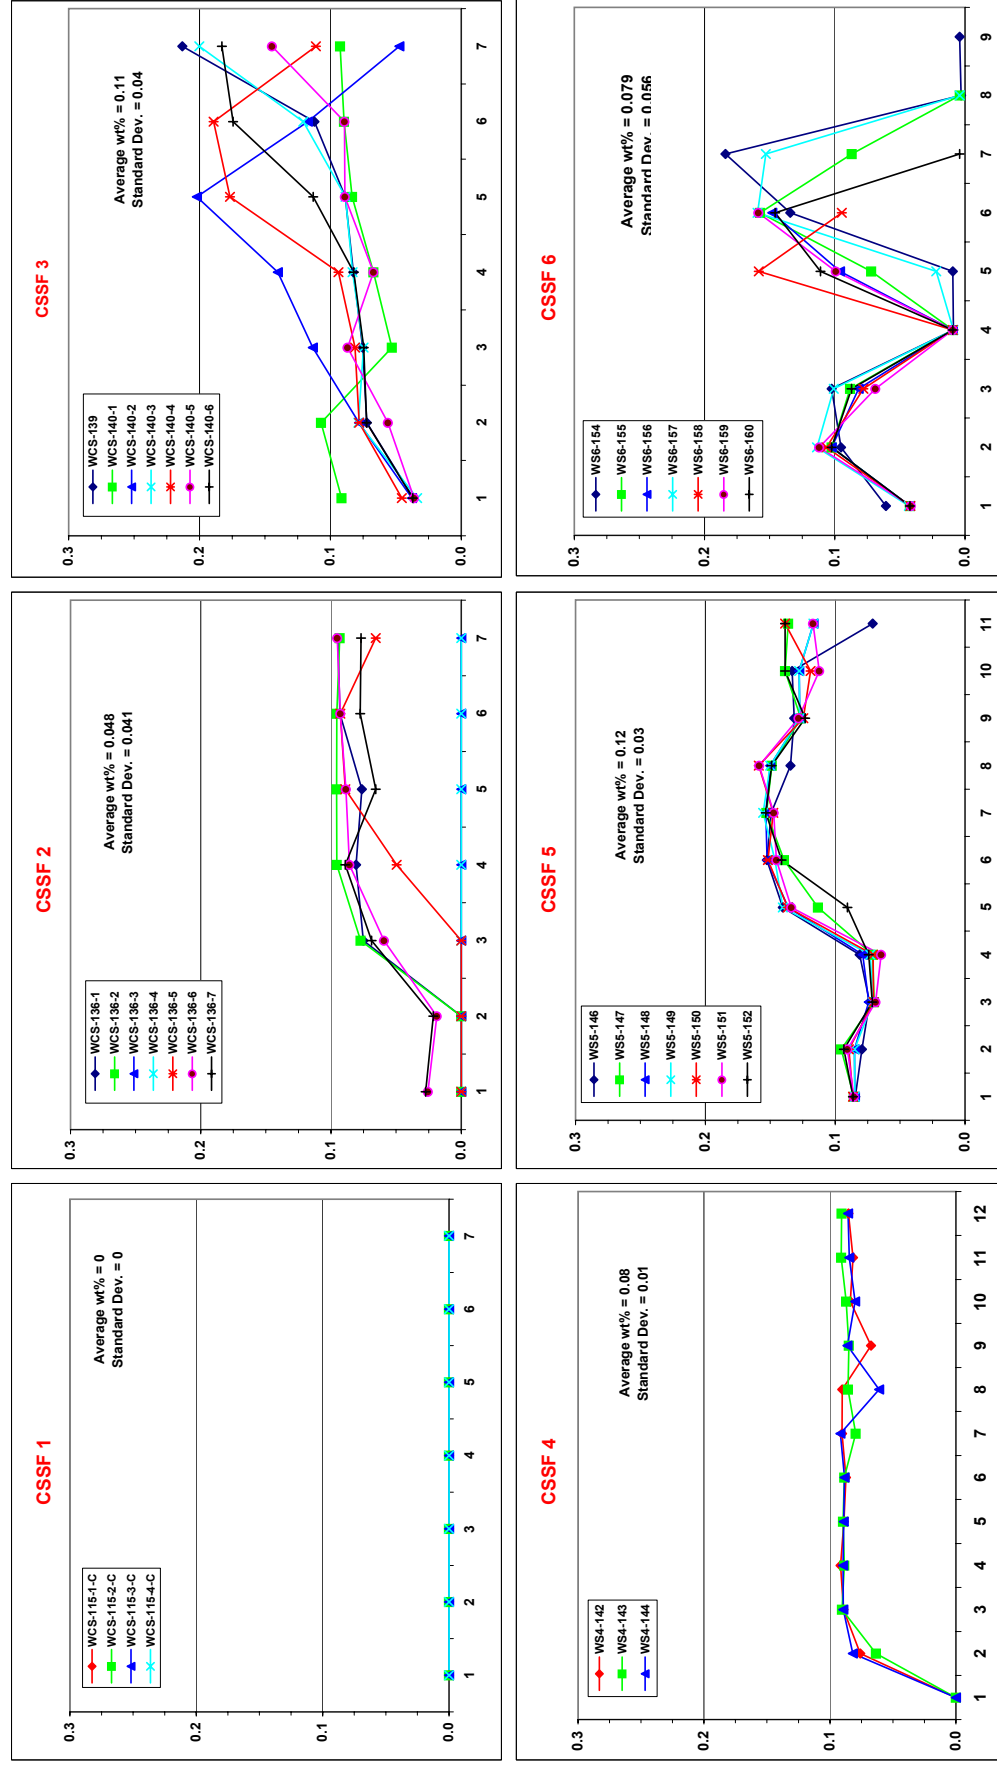 CSSF 1
Average wt% = 0
Standard Dev. = 0
WCS-115-1-C
WCS-115-2-C
WCS-115-3-C
WCS-115-4-C
0.3
0.2
0.1
0.0
1 2 3 4 5 6 7
CSSF 2
Average wt% = 0.048
Standard Dev. = 0.041
WCS-136-1
WCS-136-2
WCS-136-3
WCS-136-4
WCS-136-5
WCS-136-6
WCS-136-7
0.3
0.2
0.1
0.0
1 2 3 4 5 6 7
CSSF 3
Average wt% = 0.11
Standard Dev. = 0.04
WCS-139
WCS-140-1
WCS-140-2
WCS-140-3
WCS-140-4
WCS-140-5
WCS-140-6
0.3
0.2
0.1
0.0
1 2 3 4 5 6 7
CSSF 4
Average wt% = 0.08
Standard Dev. = 0.01
WS4-142
WS4-143
WS4-144
0.3
0.2
0.1
0.0
1 2 3 4 5 6 7 8 9 10 11 12
CSSF 5
Average wt% = 0.12
Standard Dev. = 0.03
WS5-146
WS5-147
WS5-148
WS5-149
WS5-150
WS5-151
WS5-152
0.3
0.2
0.1
0.0
1 2 3 4 5 6 7 8 9 10 11
CSSF 6
Average wt% = 0.079
Standard Dev. = 0.056
WS6-154
WS6-155
WS6-156
WS6-157
WS6-158
WS6-159
WS6-160
0.3
0.2
0.1
0.0
1 2 3 4 5 6 7 8 9